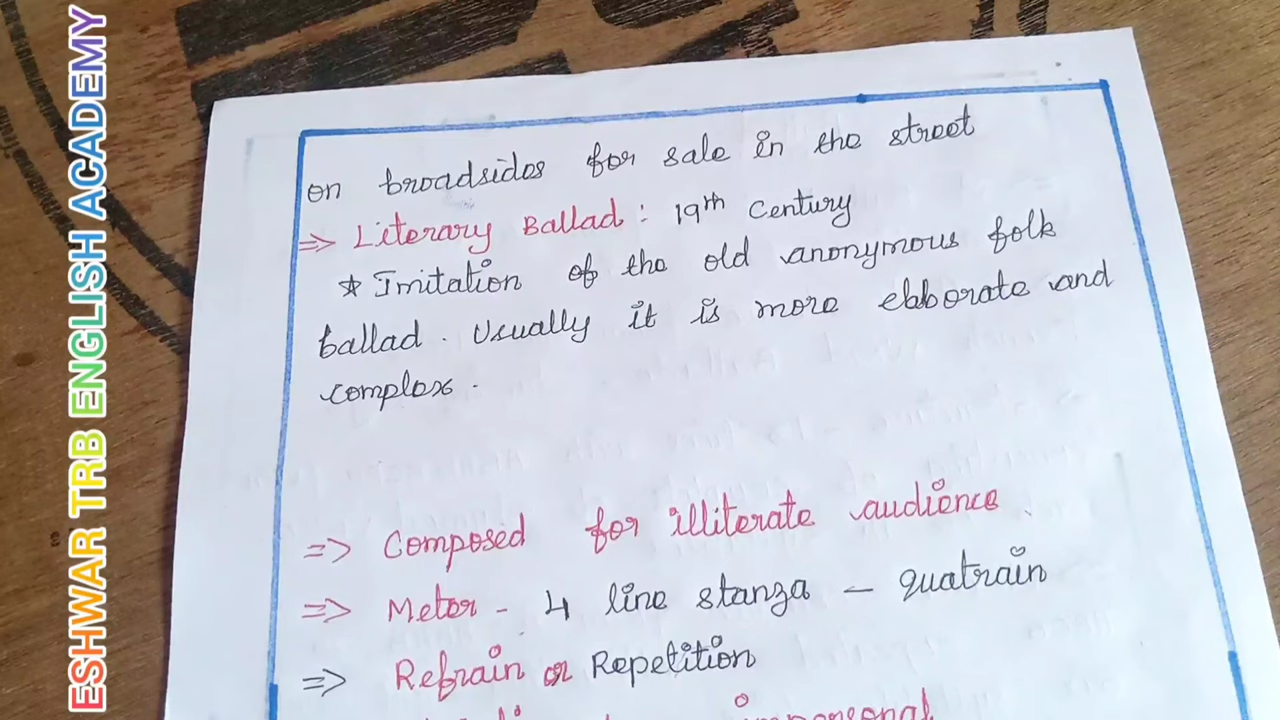 ESHWAR TRB ENGLISH ACADEMY
on broadsides for sale in the street
⇒ Literary Ballad : 19th Century
* Imitation of the old anonymous folk
ballad. Usually it is more elaborate and
complex.
⇒ Composed for illiterate audience
⇒ Meter - 4 line stanza – quatrain
⇒ Refrain or Repetition
impersonal